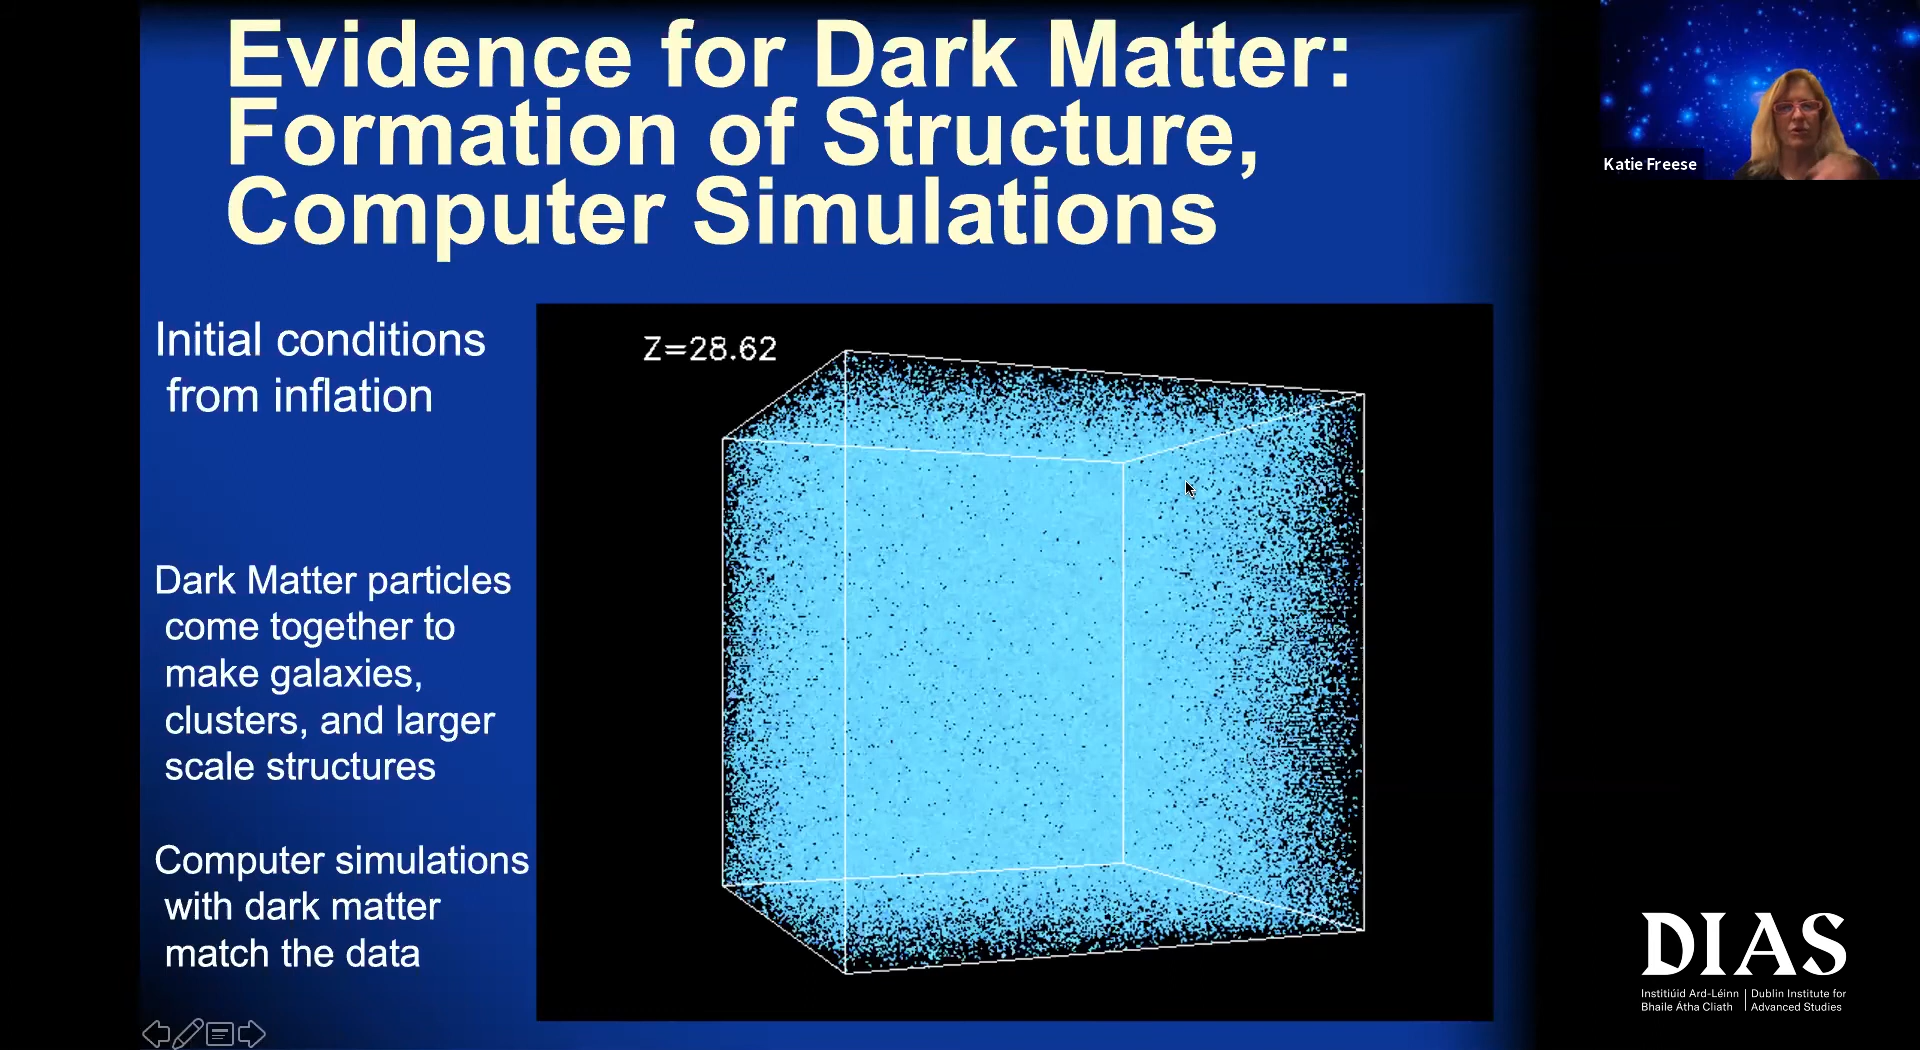 Evidence for Dark Matter:
Formation of Structure,
Computer Simulations
Katie Freese
Initial conditions
from inflation
Z=28.62
Dark Matter particles
come together to
make galaxies,
clusters, and larger
scale structures
Computer simulations
with dark matter
match the data
DIAS
Institiúid Ard-Léinn
Bhaile Átha Cliath
Dublin Institute for
Advanced Studies